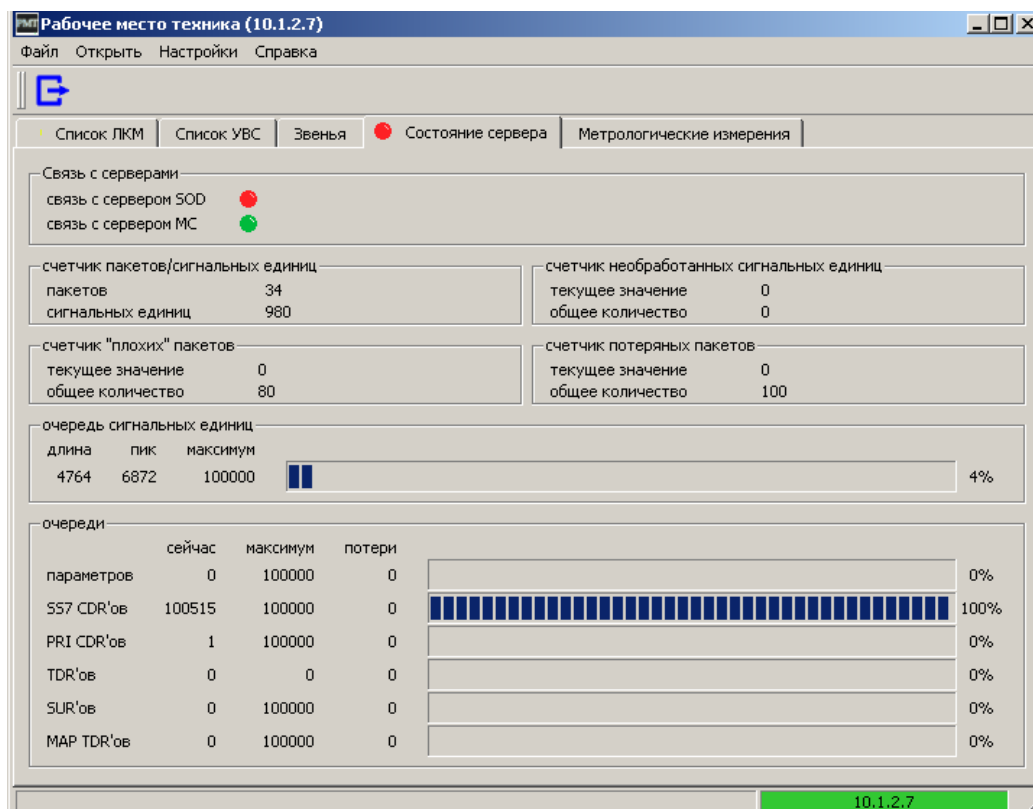 РМТ Рабочее место техника (10.1.2.7)
Файл Открыть Настройки Справка
Список ЛКМ Список УВС Звенья Состояние сервера Метрологические измерения
Связь с серверами
связь с сервером SOD
связь с сервером МС
счетчик пакетов/сигнальных единиц счетчик необработанных сигнальных единиц
пакетов 34 текущее значение 0
сигнальных единиц 980 общее количество 0
счетчик "плохих" пакетов счетчик потеряных пакетов
текущее значение 0 текущее значение 0
общее количество 80 общее количество 100
очередь сигнальных единиц
длина пик максимум
4764 6872 100000 4%
очереди
сейчас максимум потери
параметров 0 100000 0 0%
SS7 CDR'ов 100515 100000 0 100%
PRI CDR'ов 1 100000 0 0%
TDR'ов 0 0 0 0%
SUR'ов 0 100000 0 0%
MAP TDR'ов 0 100000 0 0%
10.1.2.7